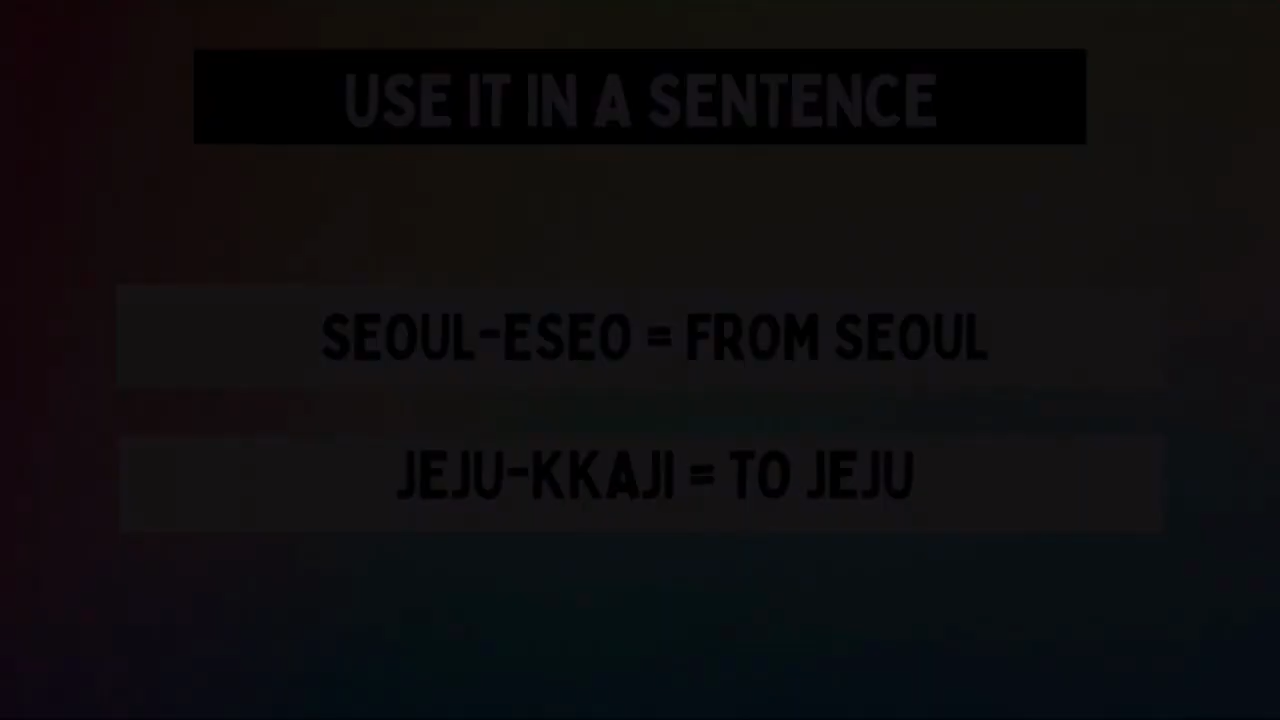 USE IT IN A SENTENCE
SEOUL-ESEO = FROM SEOUL
JEJU-KKAJI = TO JEJU